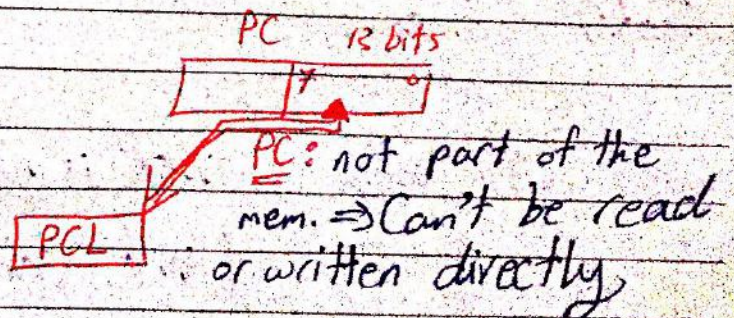 PC 13 bits
7 0
PC: not part of the
mem. ⇒ Can't be read
PCL
or written directly,